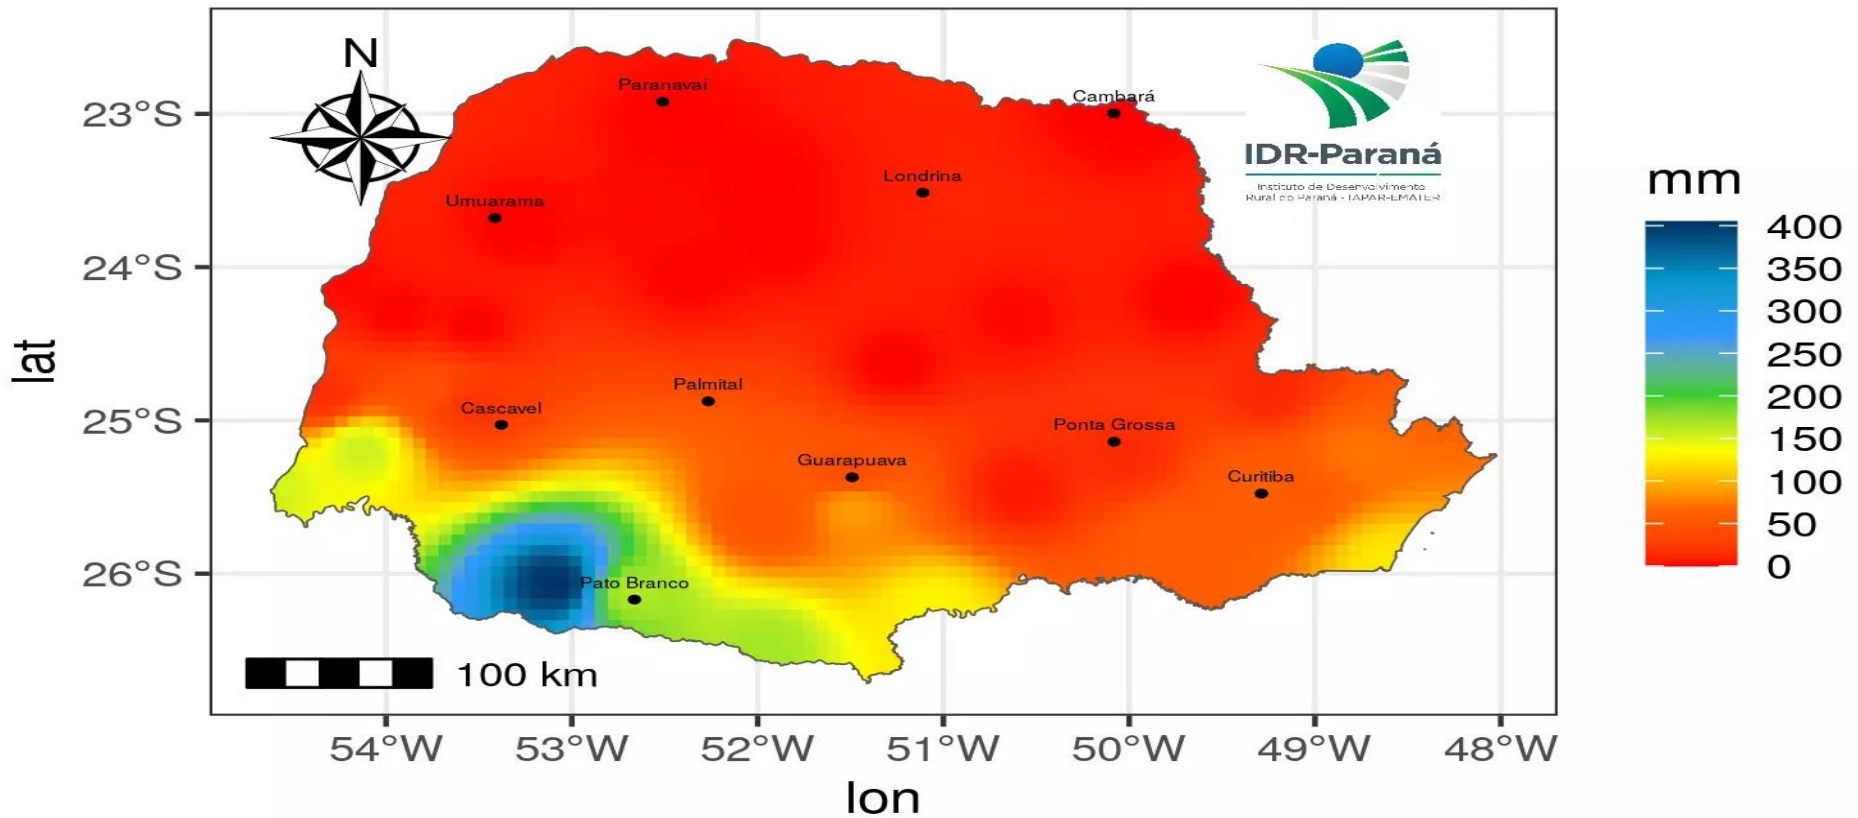 N
Paranavaí
Cambará
23°S
IDR-Paraná
Londrina
Instituto de Desenvolvimento
Rural do Paraná - IAPAR-EMATER
mm
Umuarama
400
350
300
250
200
150
100
50
0
24°S
lat
Palmital
Cascavel
25°S
Ponta Grossa
Guarapuava
Curitiba
26°S
Pato Branco
100 km
54°W 53°W 52°W 51°W 50°W 49°W 48°W
lon